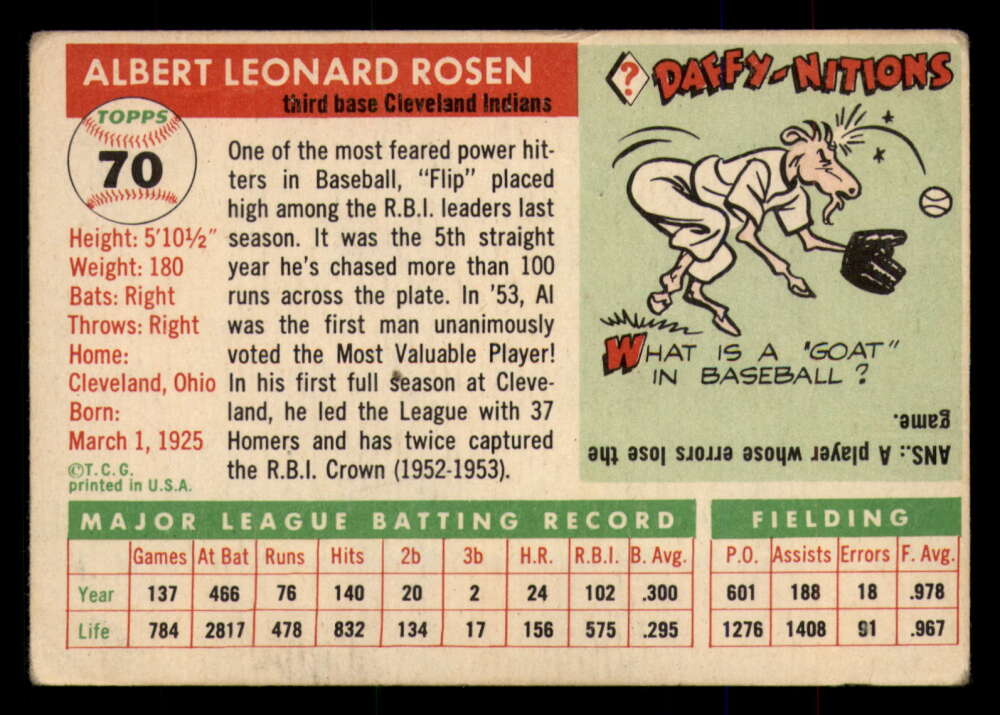 ALBERT LEONARD ROSEN
third base Cleveland Indians
TOPPS
70
Height: 5'10½"
Weight: 180
Bats: Right
Throws: Right
Home:
Cleveland, Ohio
Born:
March 1, 1925
©T.C.G.
printed in U.S.A.
One of the most feared power hit-
ters in Baseball, "Flip" placed
high among the R.B.I. leaders last
season. It was the 5th straight
year he's chased more than 100
runs across the plate. In '53, Al
was the first man unanimously
voted the Most Valuable Player!
In his first full season at Cleve-
land, he led the League with 37
Homers and has twice captured
the R.B.I. Crown (1952-1953).
? DAFFY-NITIONS
WHAT IS A "GOAT"
IN BASEBALL?
ANS.: A player whose errors lose the
game.
MAJOR LEAGUE BATTING RECORD FIELDING
Games At Bat Runs Hits 2b 3b H.R. R.B.I. B. Avg. P.O. Assists Errors F. Avg.
Year 137 466 76 140 20 2 24 102 .300 601 188 18 .978
Life 784 2817 478 832 134 17 156 575 .295 1276 1408 91 .967